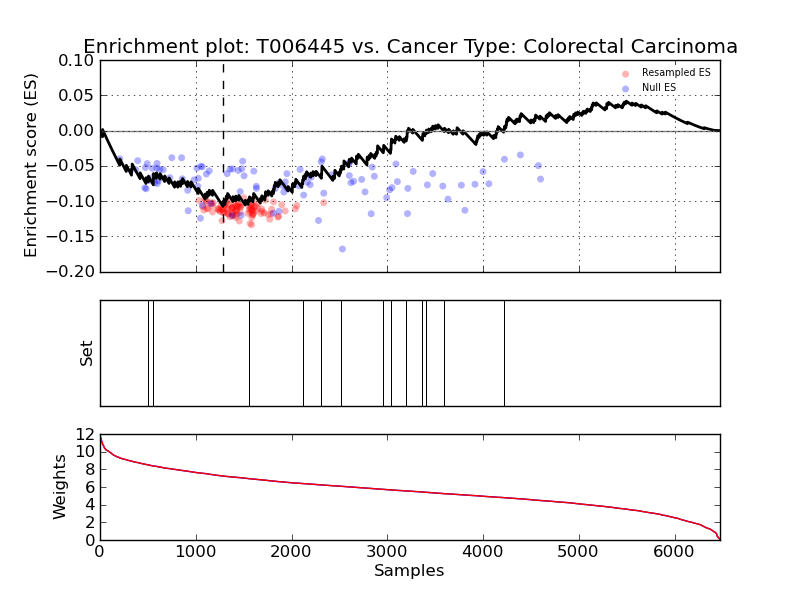 Enrichment plot: T006445 vs. Cancer Type: Colorectal Carcinoma
Enrichment score (ES)
0.10
0.05
0.00
−0.05
−0.10
−0.15
−0.20
Resampled ES
Null ES
Set
Weights
12
10
8
6
4
2
0
0 1000 2000 3000 4000 5000 6000
Samples